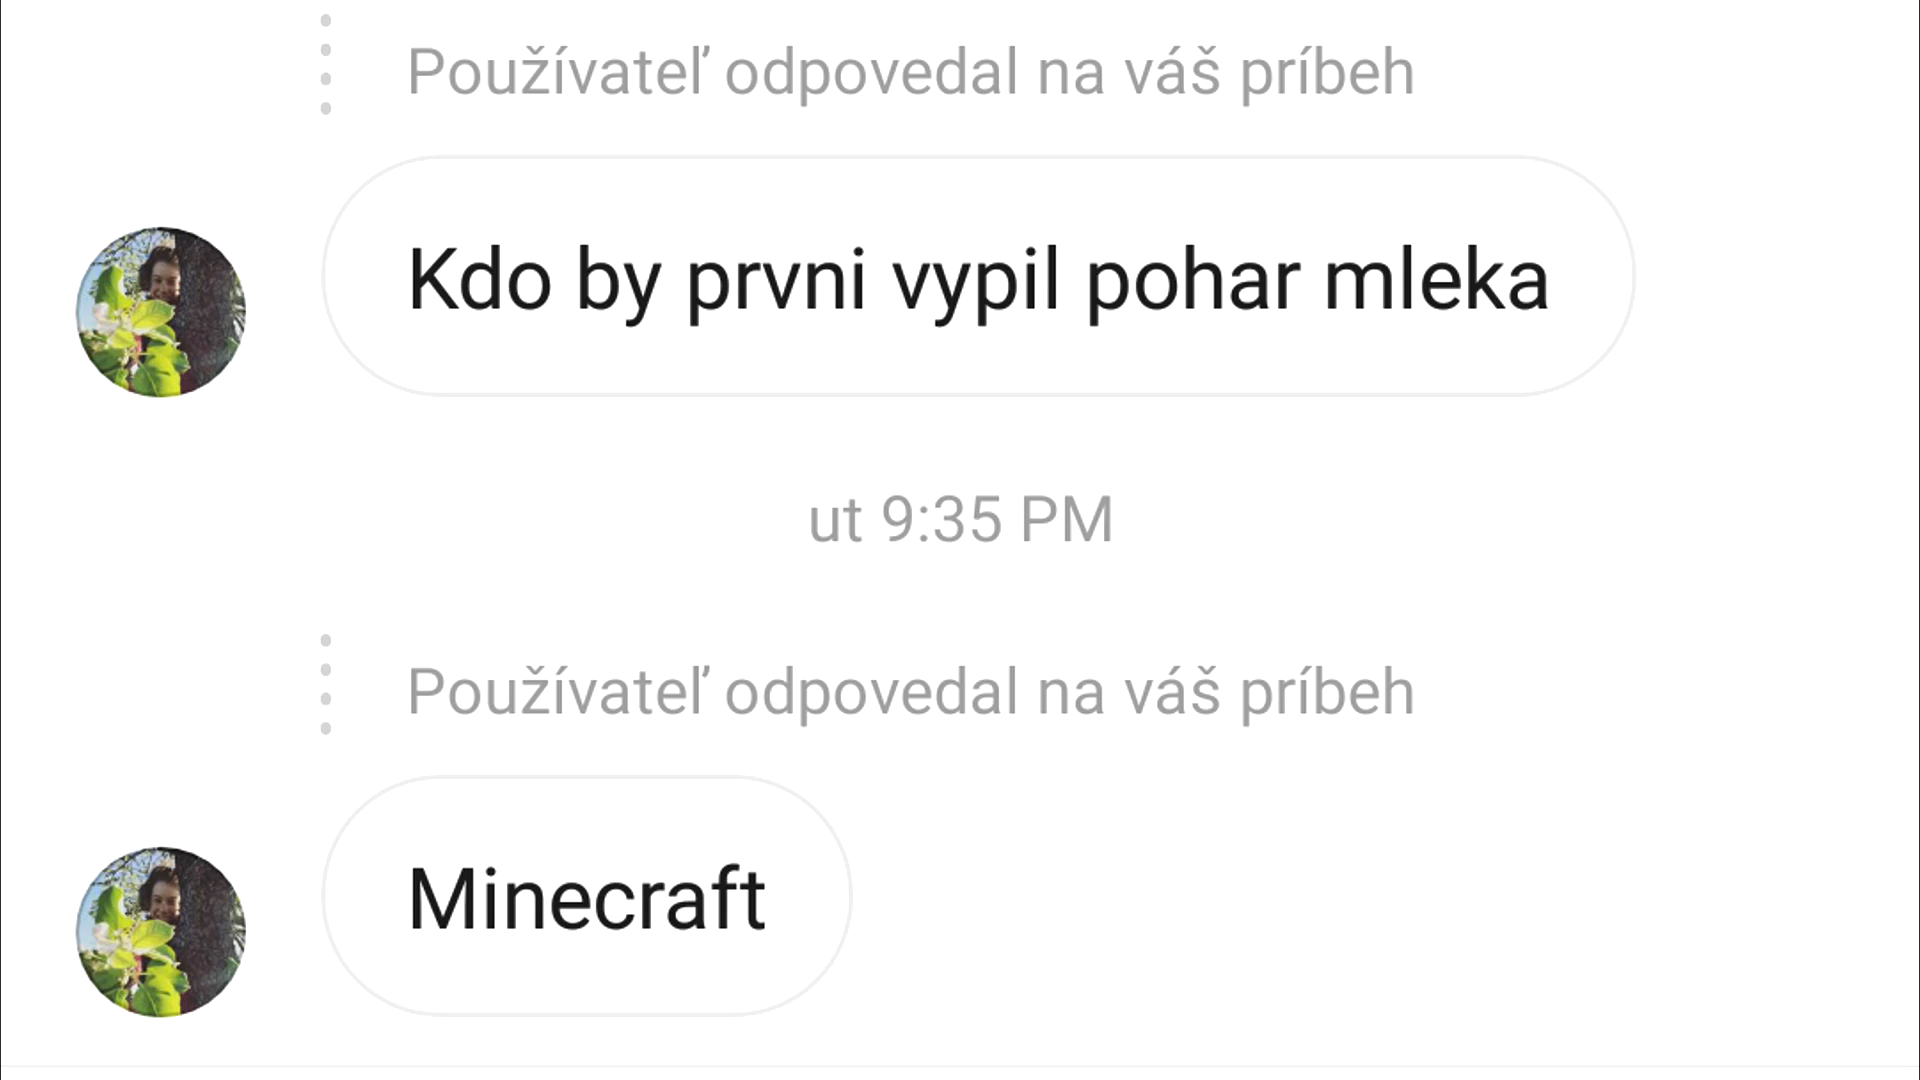 Používateľ odpovedal na váš príbeh
Kdo by prvni vypil pohar mleka
ut 9:35 PM
Používateľ odpovedal na váš príbeh
Minecraft